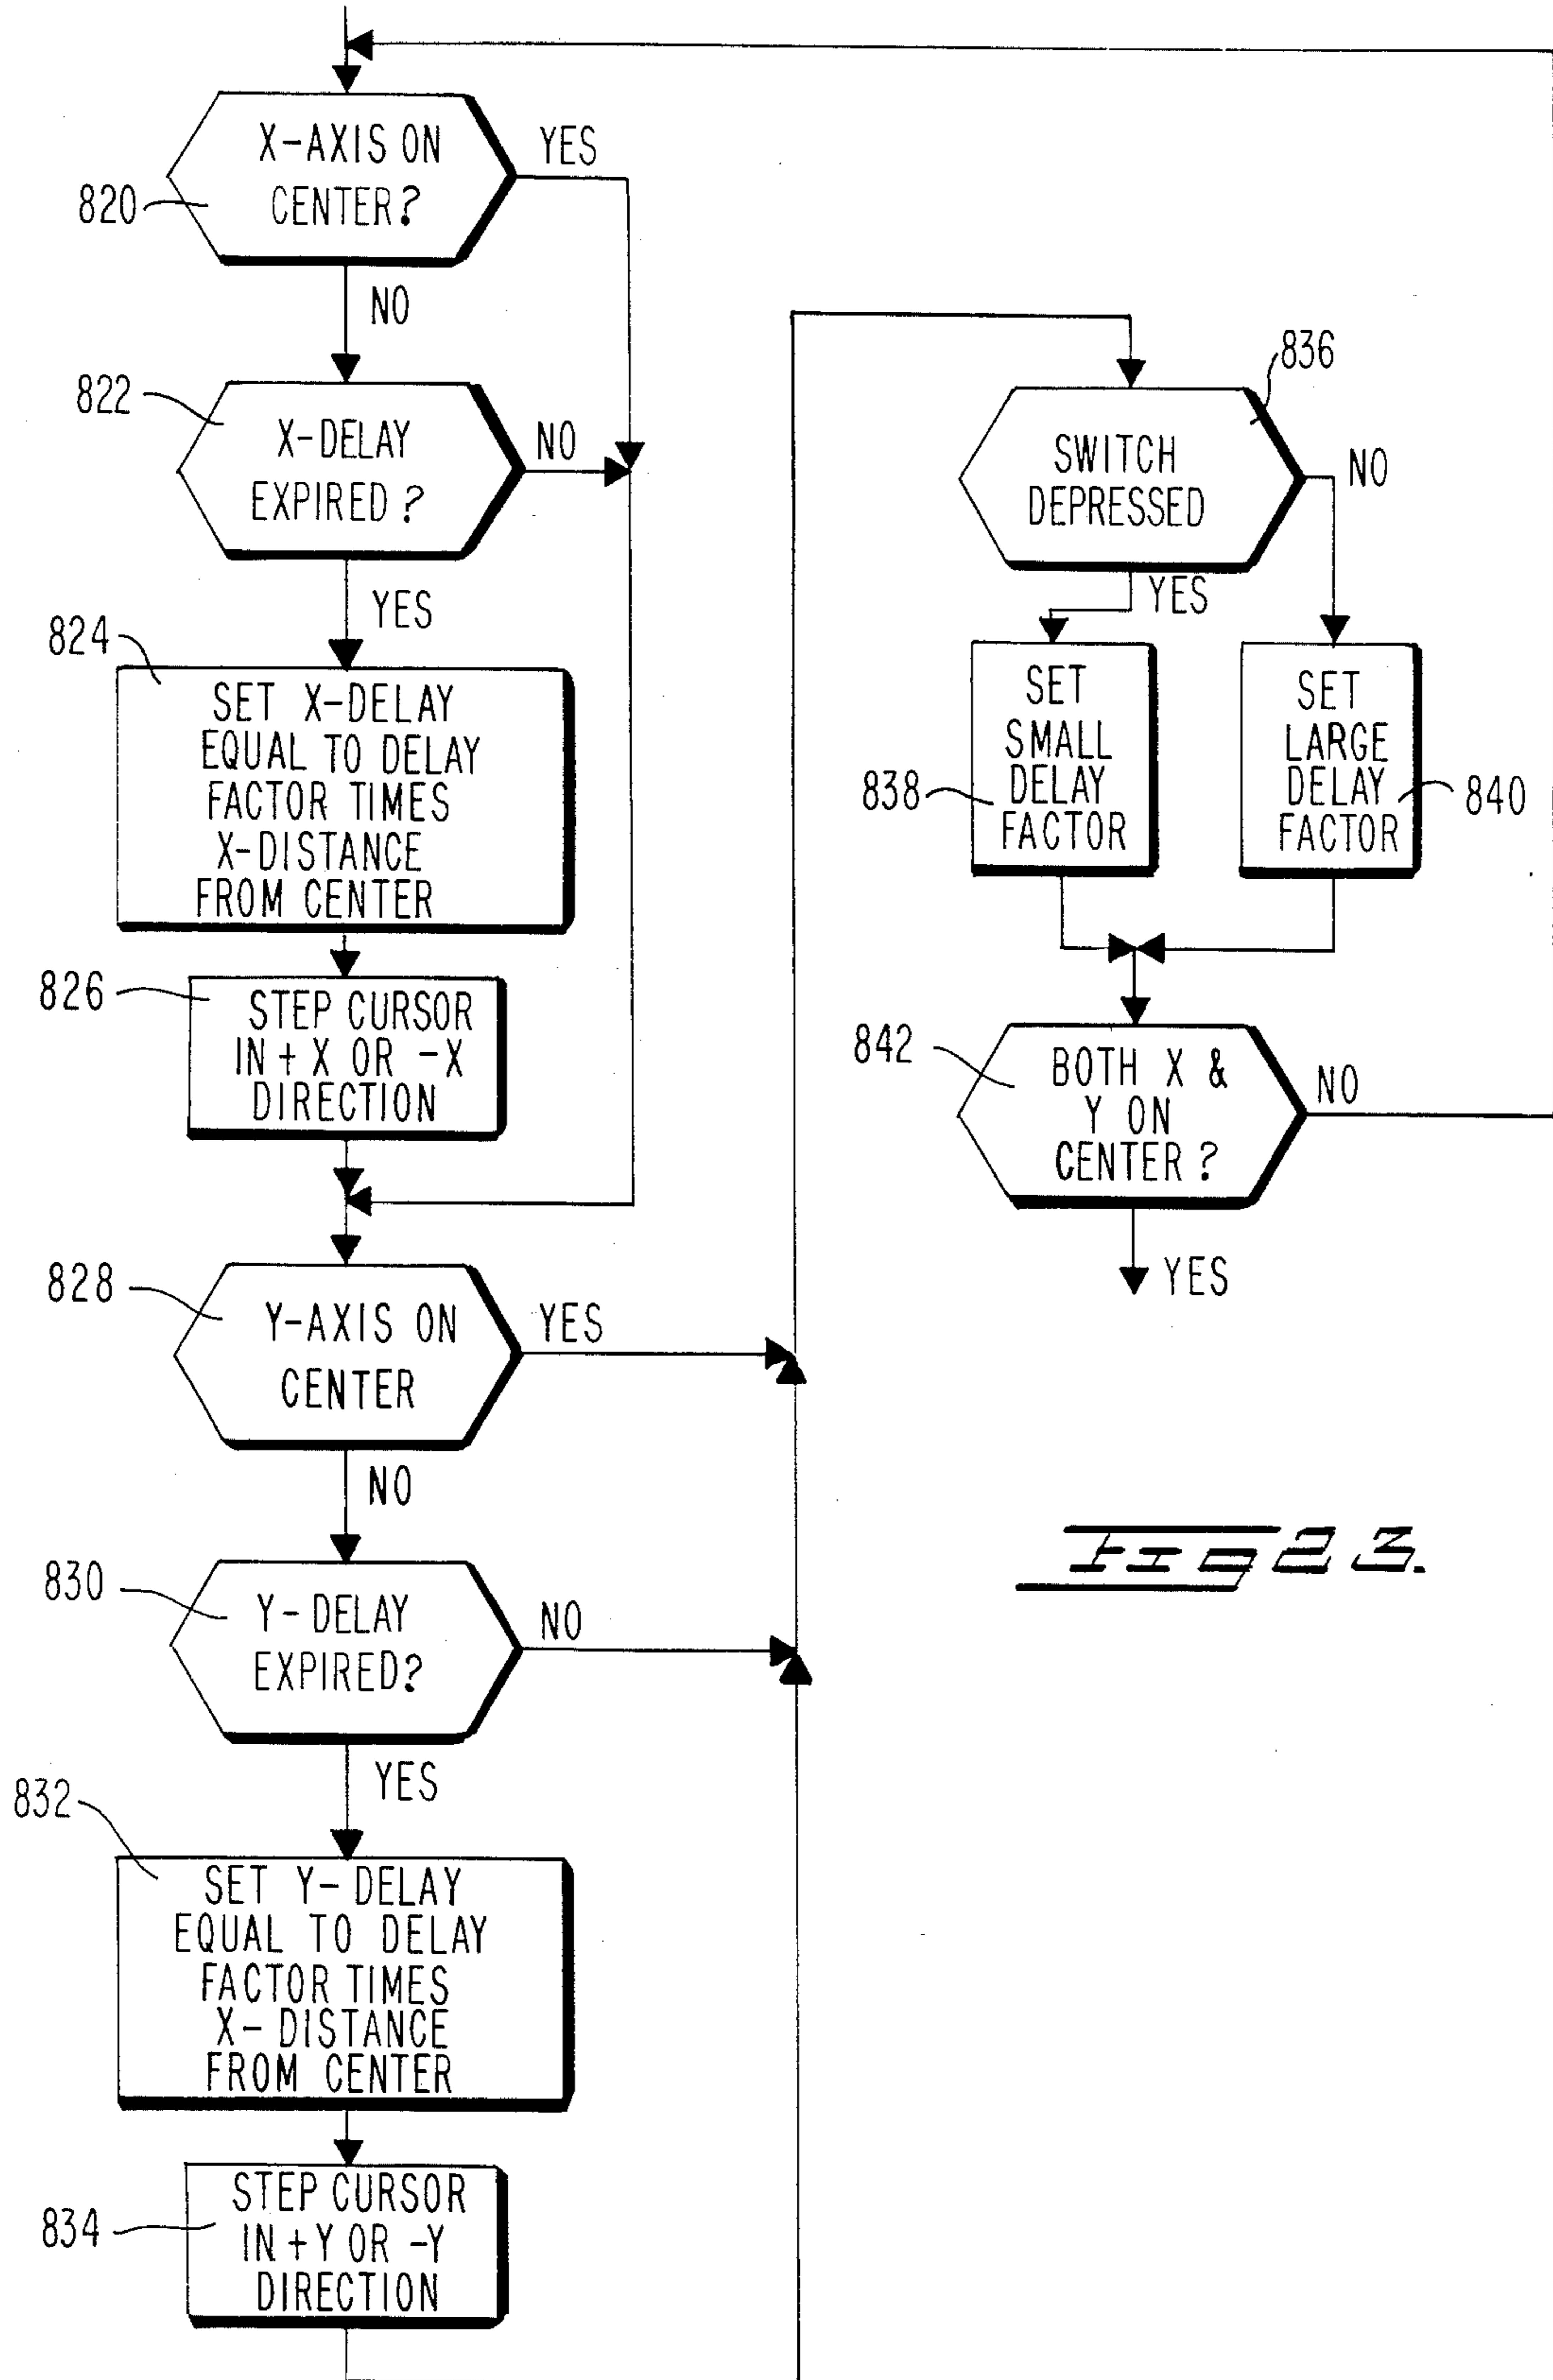 X-AXIS ON
CENTER?
YES
820
NO
822
X-DELAY
EXPIRED?
NO
YES
824
SET X-DELAY
EQUAL TO DELAY
FACTOR TIMES
X-DISTANCE
FROM CENTER
826
STEP CURSOR
IN +X OR -X
DIRECTION
828
Y-AXIS ON
CENTER
YES
NO
830
Y-DELAY
EXPIRED?
NO
YES
832
SET Y-DELAY
EQUAL TO DELAY
FACTOR TIMES
X-DISTANCE
FROM CENTER
834
STEP CURSOR
IN +Y OR -Y
DIRECTION
836
SWITCH
DEPRESSED
NO
YES
SET
SMALL
DELAY
FACTOR
838
SET
LARGE
DELAY
FACTOR
840
842
BOTH X &
Y ON
CENTER?
NO
YES
FIG 23.